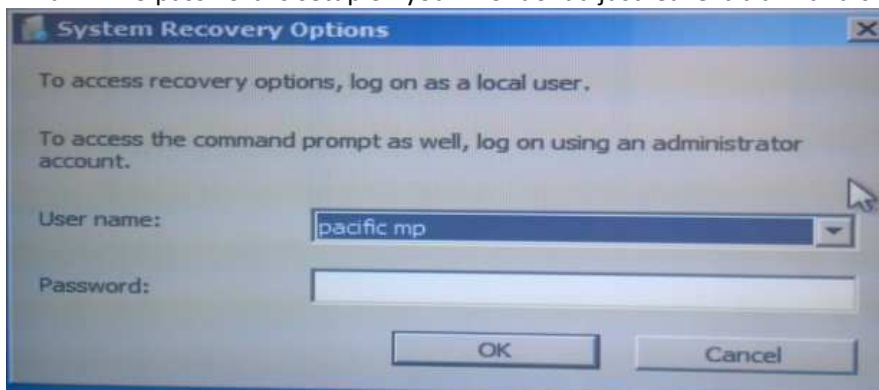 System Recovery Options
To access recovery options, log on as a local user.
To access the command prompt as well, log on using an administrator
account.
User name:
pacific mp
Password:
OK
Cancel